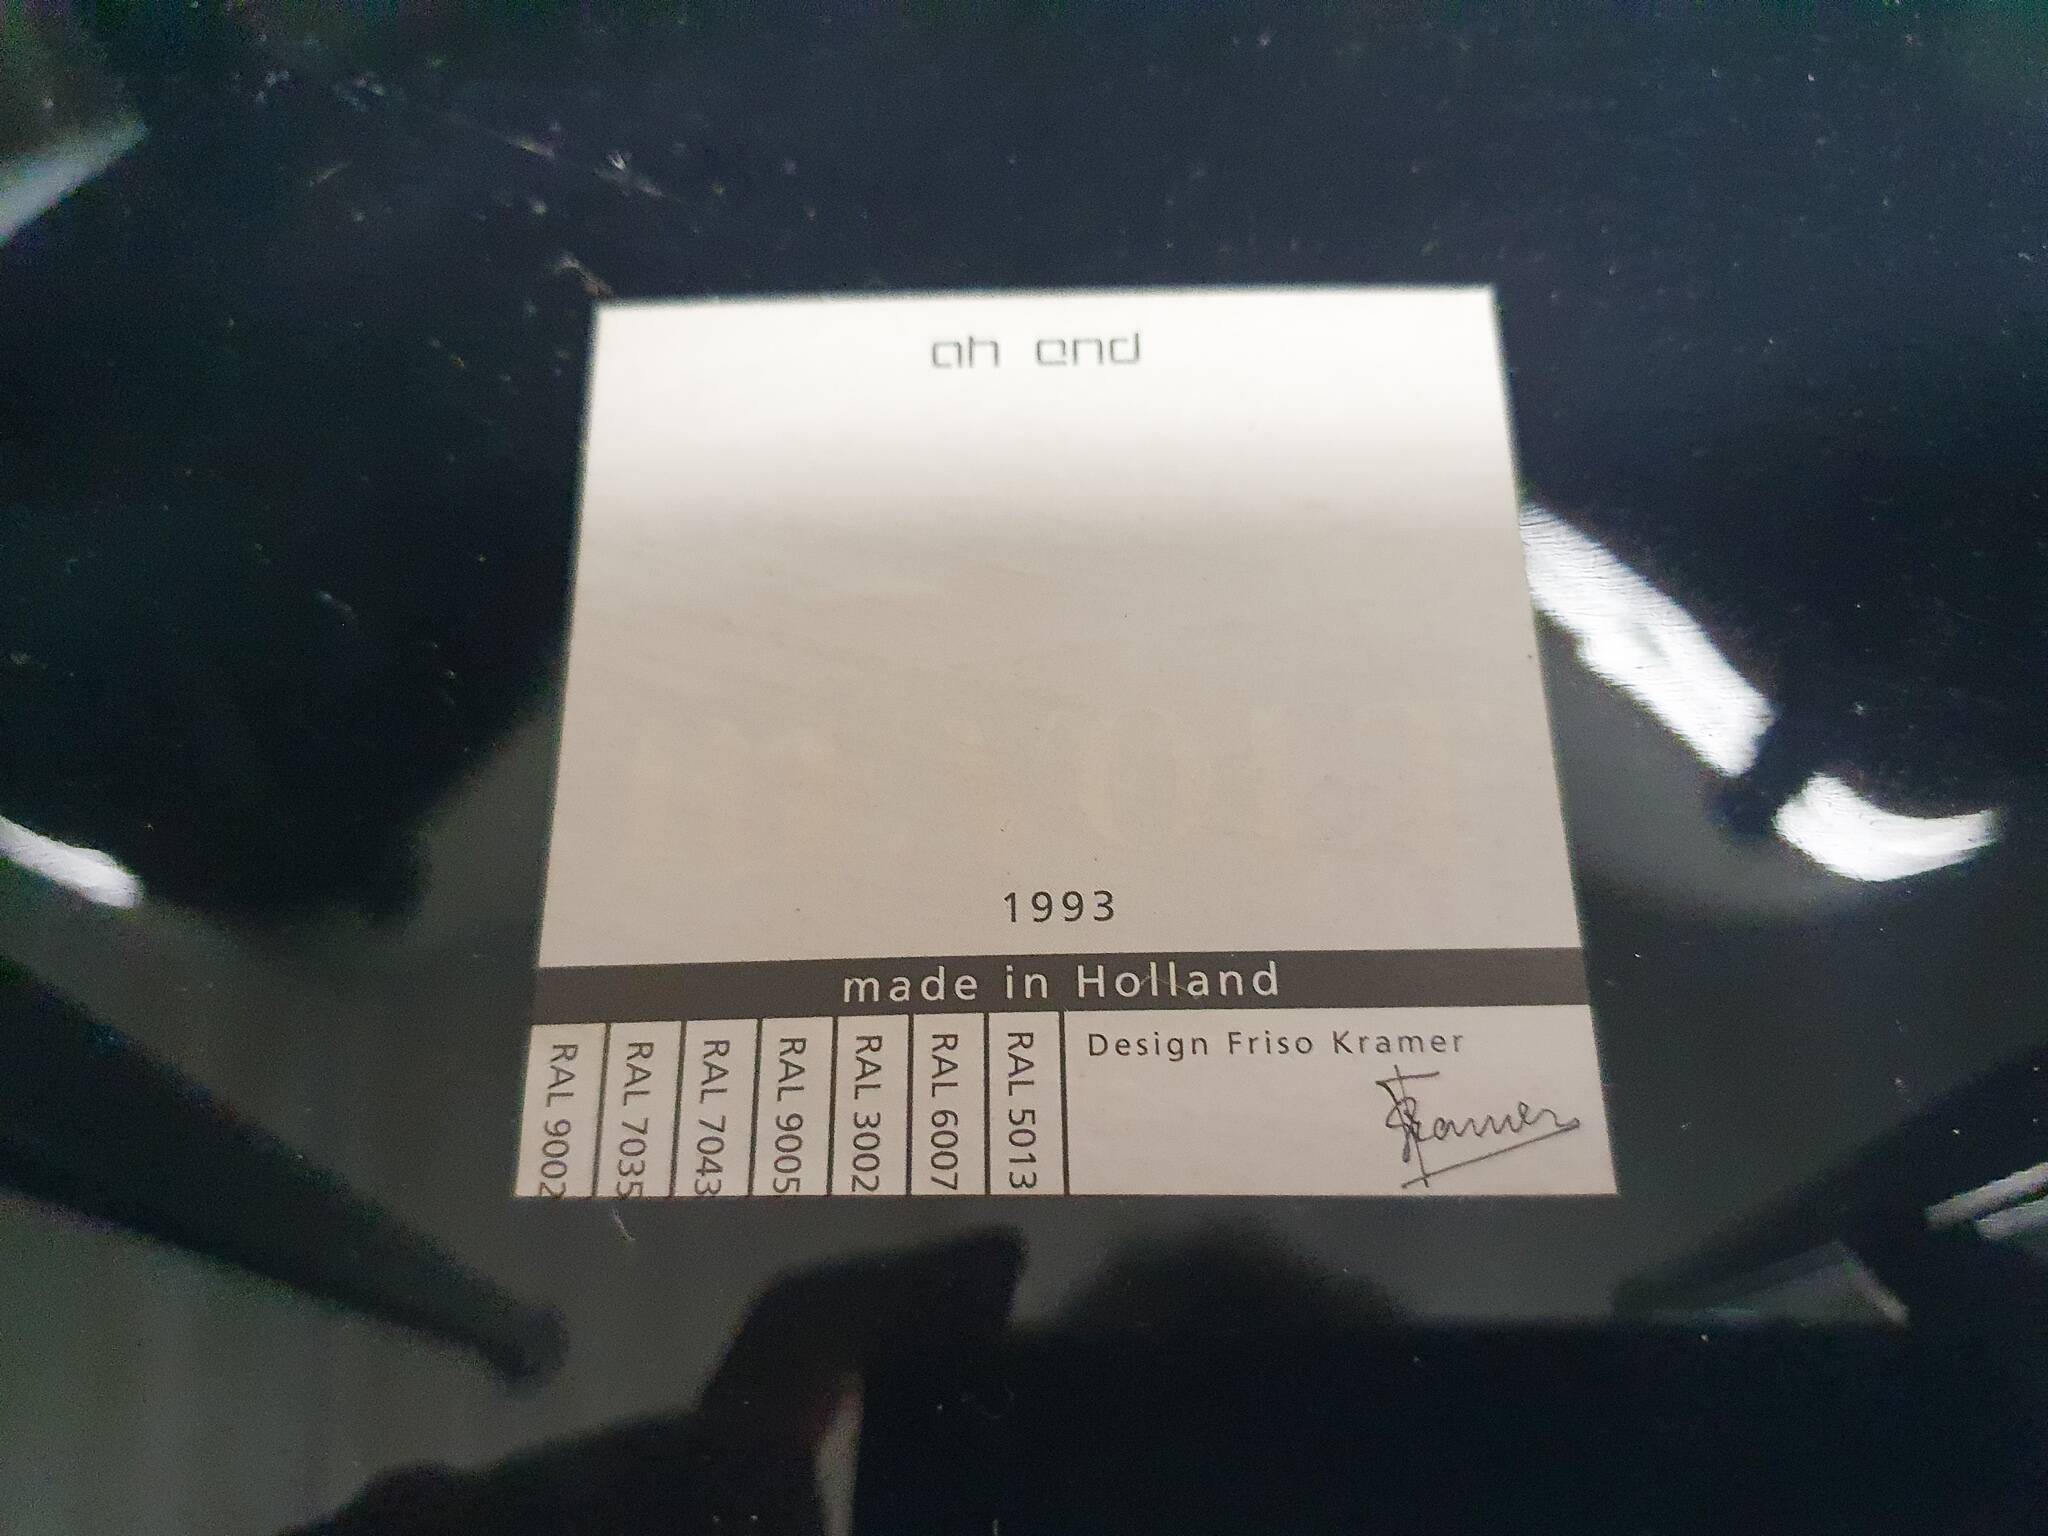 ah end
1993
made in Holland
RAL 9002
RAL 7035
RAL 7043
RAL 9005
RAL 3002
RAL 6007
RAL 5013
Design Friso Kramer
Kramer